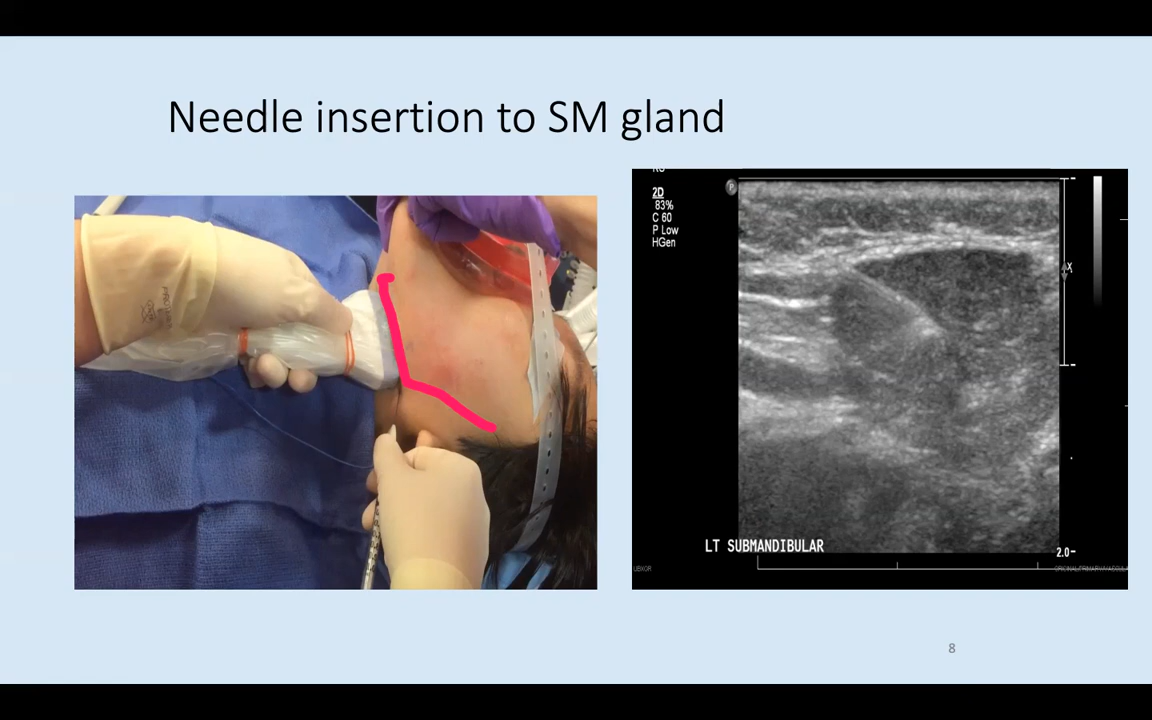 Needle insertion to SM gland
2D
83%
C 60
P Low
HGen
P
X
LT SUBMANDIBULAR
2.0-
8